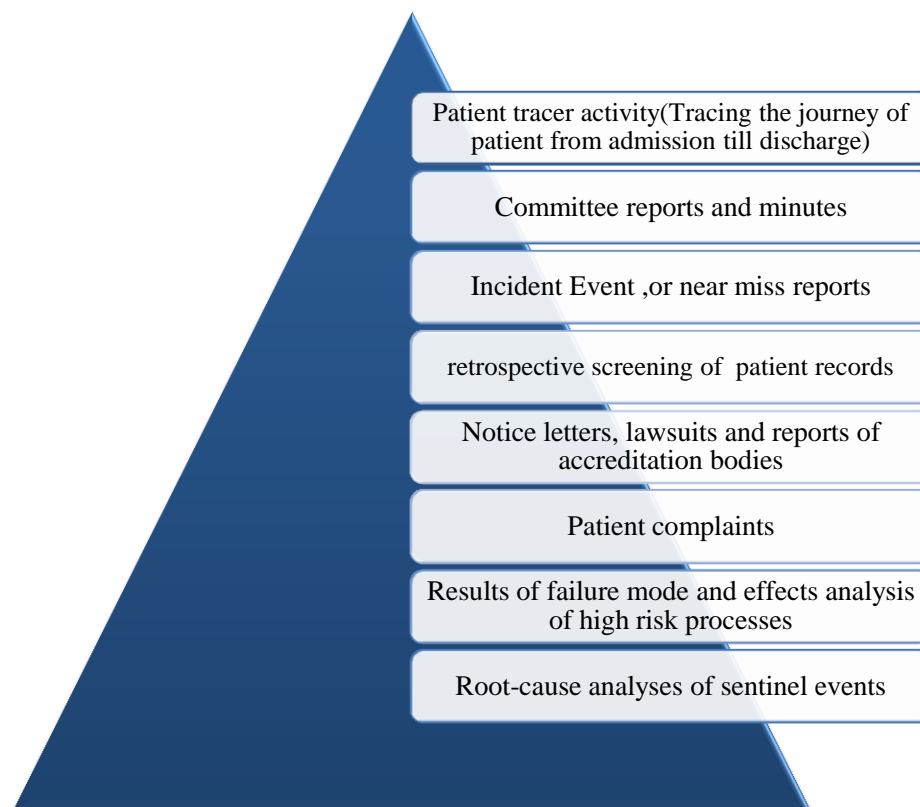 Patient tracer activity(Tracing the journey of
patient from admission till discharge)
Committee reports and minutes
Incident Event ,or near miss reports
retrospective screening of  patient records
Notice letters, lawsuits and reports of
accreditation bodies
Patient complaints
Results of failure mode and effects analysis
of high risk processes
Root-cause analyses of sentinel events